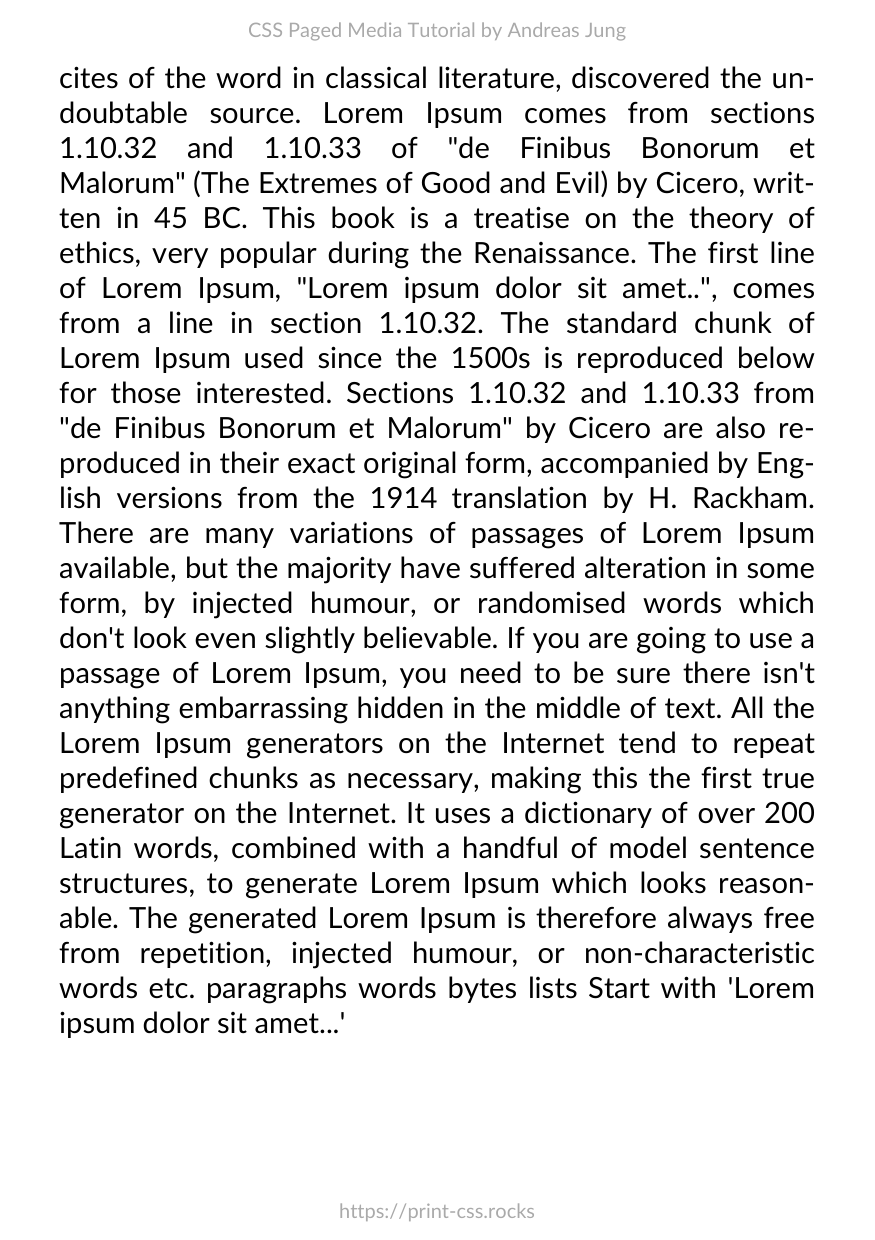 CSS Paged Media Tutorial by Andreas Jung
cites of the word in classical literature, discovered the un-
doubtable source. Lorem Ipsum comes from sections
1.10.32 and 1.10.33 of "de Finibus Bonorum et
Malorum" (The Extremes of Good and Evil) by Cicero, writ-
ten in 45 BC. This book is a treatise on the theory of
ethics, very popular during the Renaissance. The first line
of Lorem Ipsum, "Lorem ipsum dolor sit amet..", comes
from a line in section 1.10.32. The standard chunk of
Lorem Ipsum used since the 1500s is reproduced below
for those interested. Sections 1.10.32 and 1.10.33 from
"de Finibus Bonorum et Malorum" by Cicero are also re-
produced in their exact original form, accompanied by Eng-
lish versions from the 1914 translation by H. Rackham.
There are many variations of passages of Lorem Ipsum
available, but the majority have suffered alteration in some
form, by injected humour, or randomised words which
don't look even slightly believable. If you are going to use a
passage of Lorem Ipsum, you need to be sure there isn't
anything embarrassing hidden in the middle of text. All the
Lorem Ipsum generators on the Internet tend to repeat
predefined chunks as necessary, making this the first true
generator on the Internet. It uses a dictionary of over 200
Latin words, combined with a handful of model sentence
structures, to generate Lorem Ipsum which looks reason-
able. The generated Lorem Ipsum is therefore always free
from repetition, injected humour, or non-characteristic
words etc. paragraphs words bytes lists Start with 'Lorem
ipsum dolor sit amet...'
https://print-css.rocks